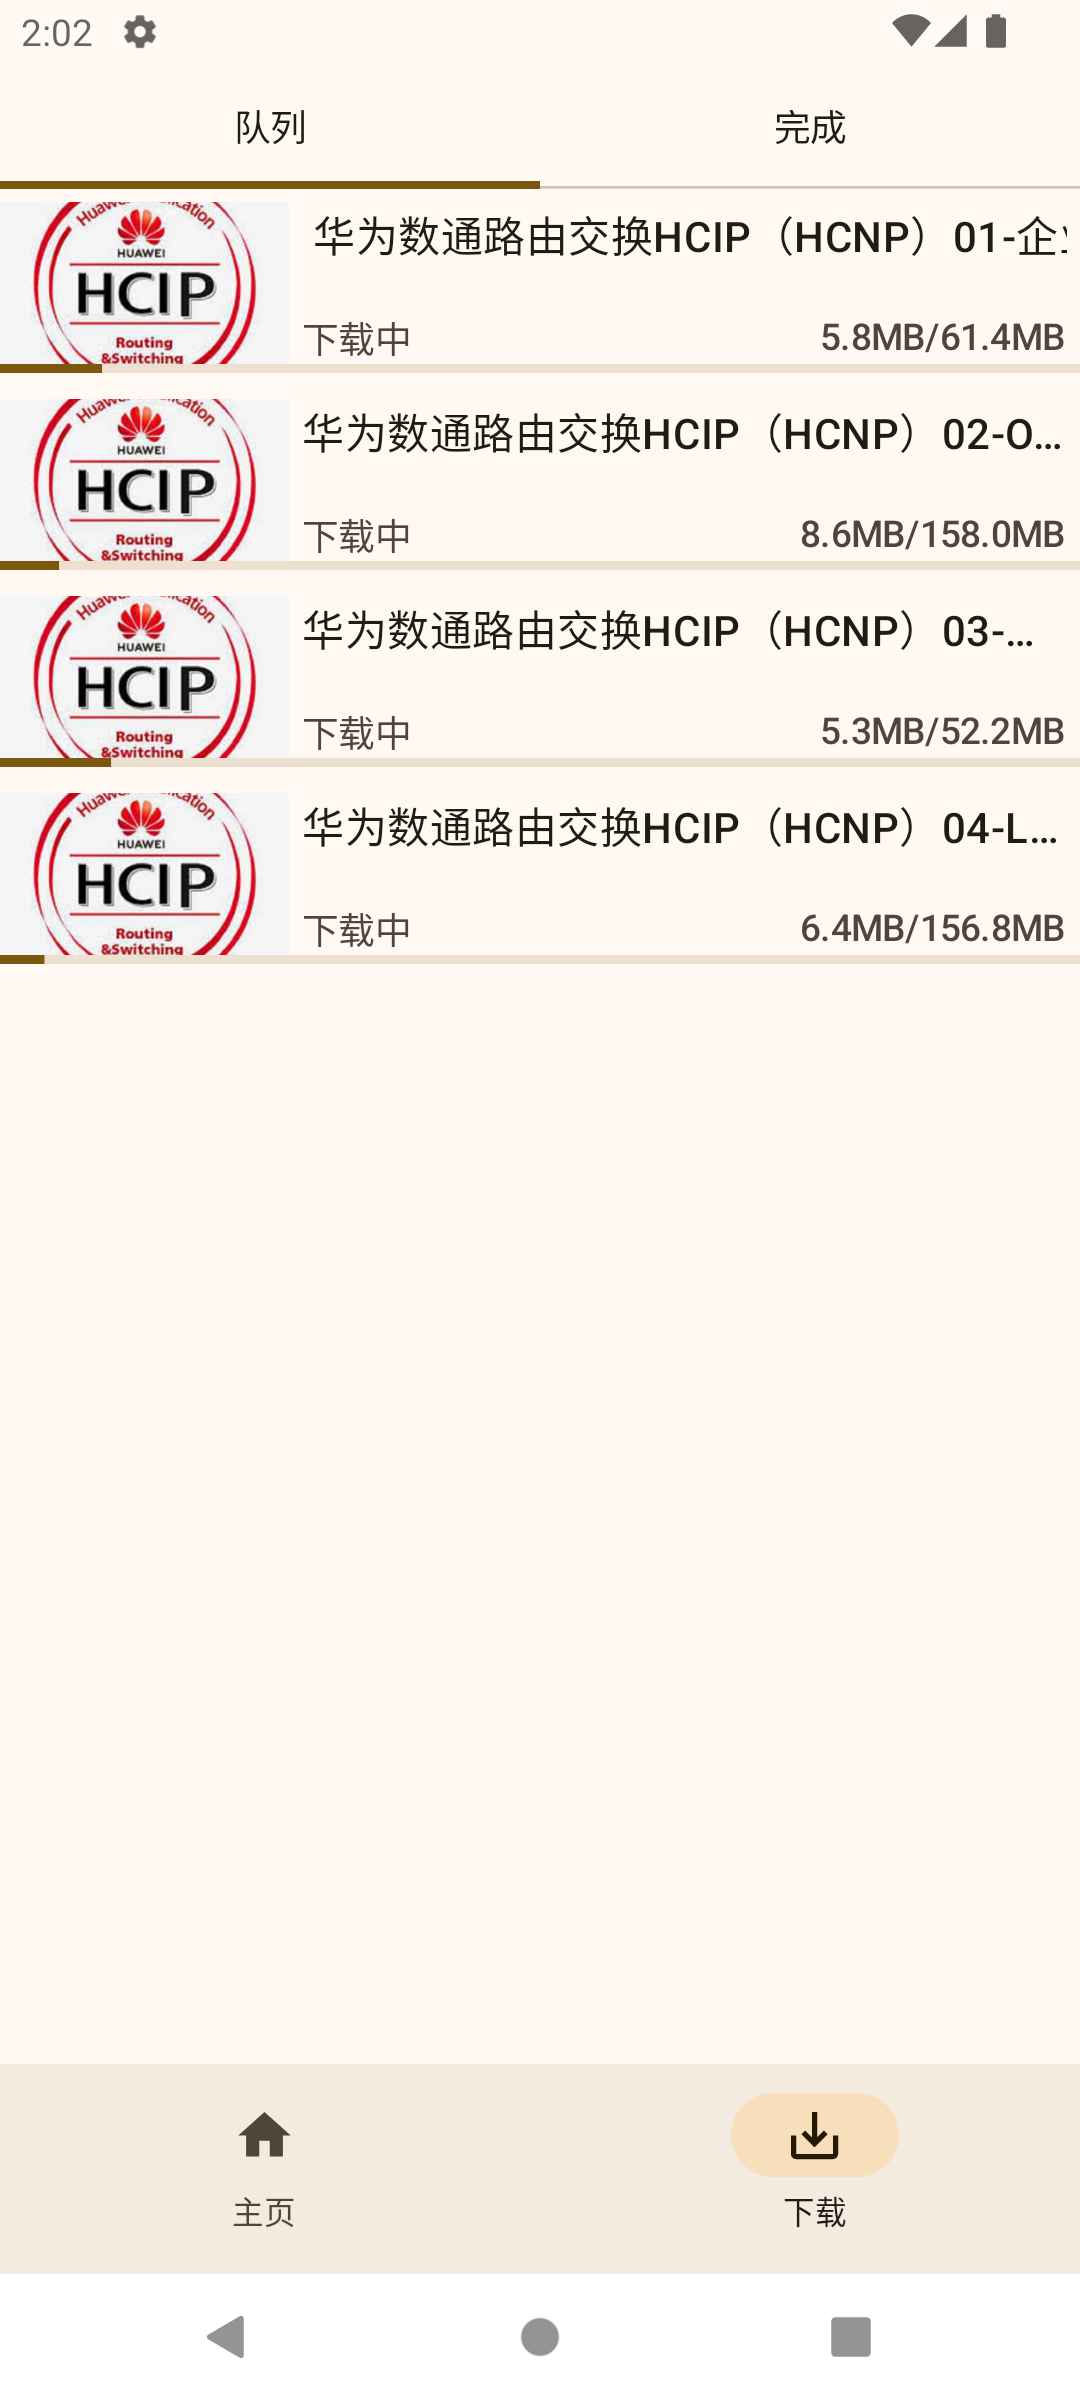 2:02
队列
完成
HUAWEI
HCIP
Routing
&Switching
华为数通路由交换HCIP（HCNP）01-企
下载中
5.8MB/61.4MB
HUAWEI
HCIP
Routing
&Switching
华为数通路由交换HCIP（HCNP）02-O...
下载中
8.6MB/158.0MB
HUAWEI
HCIP
Routing
&Switching
华为数通路由交换HCIP（HCNP）03-...
下载中
5.3MB/52.2MB
HUAWEI
HCIP
Routing
&Switching
华为数通路由交换HCIP（HCNP）04-L...
下载中
6.4MB/156.8MB
主页
下载